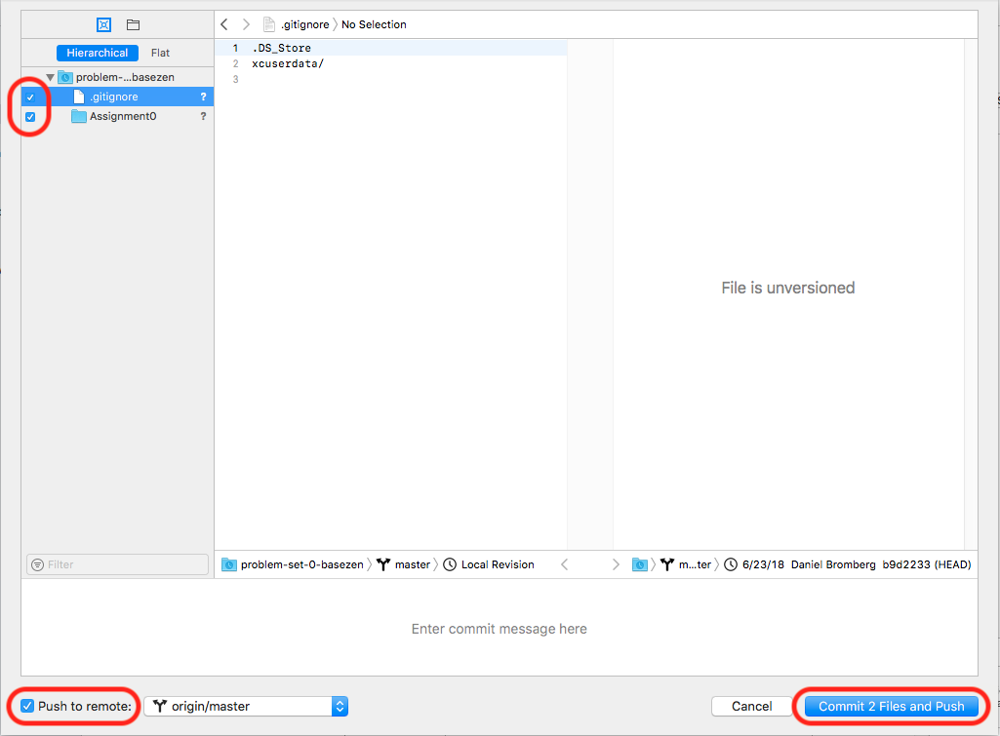 .gitignore No Selection
Hierarchical Flat
problem-...basezen
.gitignore ?
Assignment0 ?
1 .DS_Store
2 xcuserdata/
3
File is unversioned
Filter
problem-set-0-basezen master Local Revision
m...ter 6/23/18 Daniel Bromberg b9d2233 (HEAD)
Enter commit message here
Push to remote: origin/master
Cancel Commit 2 Files and Push